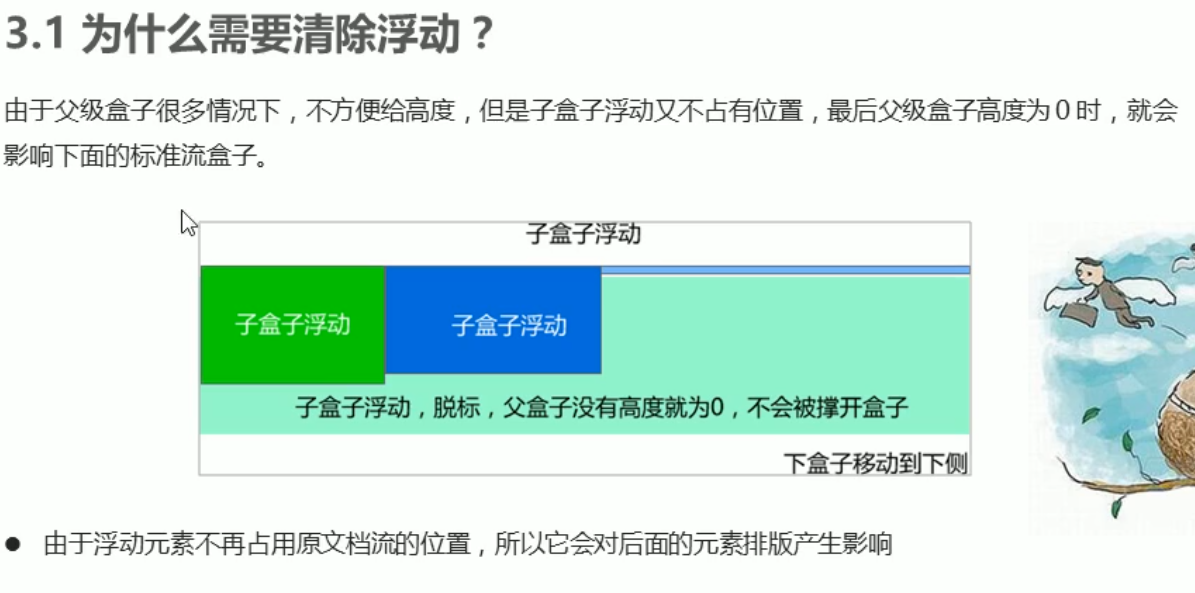 3.1 为什么需要清除浮动？
由于父级盒子很多情况下，不方便给高度，但是子盒子浮动又不占有位置，最后父级盒子高度为0时，就会
影响下面的标准流盒子。
子盒子浮动
子盒子浮动
子盒子浮动
子盒子浮动，脱标，父盒子没有高度就为0，不会被撑开盒子
下盒子移动到下侧
● 由于浮动元素不再占用原文档流的位置，所以它会对后面的元素排版产生影响